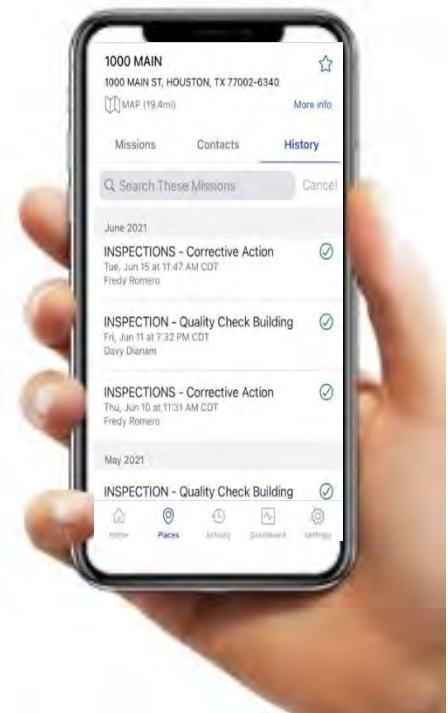 1000 MAIN
1000 MAIN ST, HOUSTON, TX 77002-6340
MAP (19.4mi) More info
Missions Contacts History
Search These Missions Cancel
June 2021
INSPECTIONS - Corrective Action
Tue, Jun 15 at 11:47 AM CDT
Fredy Romero
INSPECTION - Quality Check Building
Fri, Jun 11 at 7:32 PM CDT
Davy Dianam
INSPECTIONS - Corrective Action
Thu, Jun 10 at 11:31 AM CDT
Fredy Romero
May 2021
INSPECTION - Quality Check Building
Home Places Activity Dashboard Settings